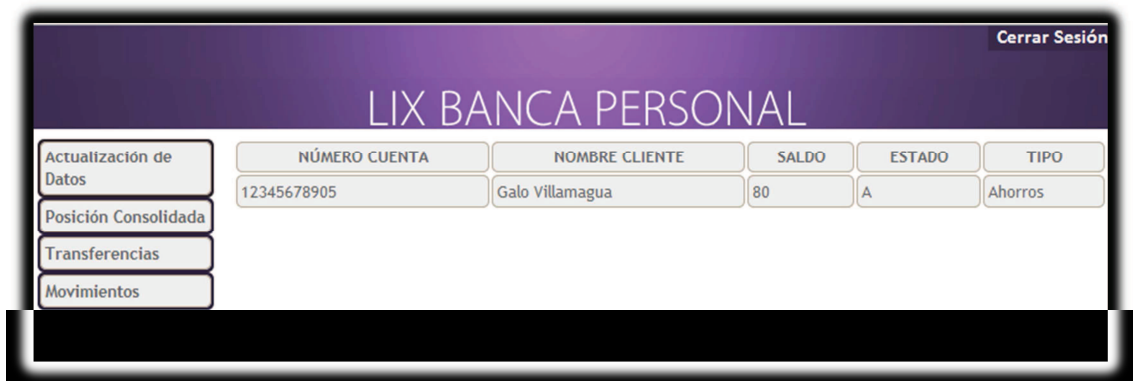 Cerrar Sesión
LIX BANCA PERSONAL
Actualización de
Datos
Posición Consolidada
Transferencias
Movimientos
NÚMERO CUENTA NOMBRE CLIENTE SALDO ESTADO TIPO
12345678905 Galo Villamagua 80 A Ahorros